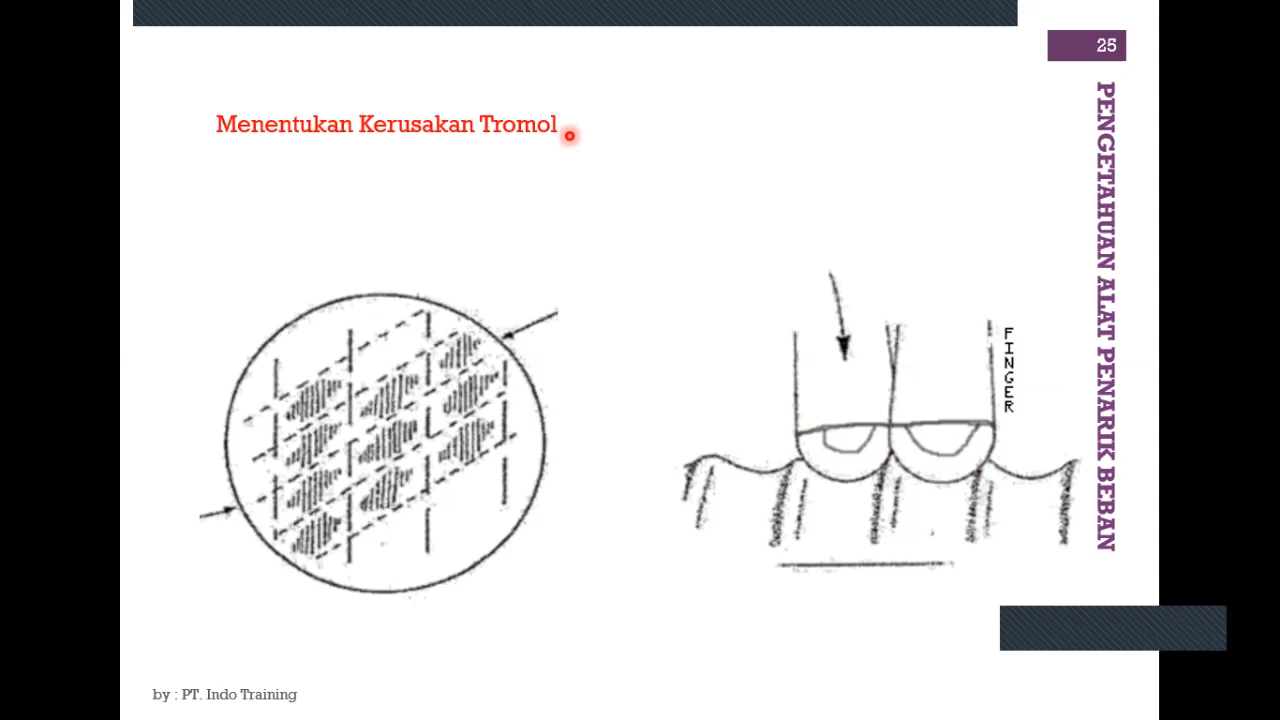 25
Menentukan Kerusakan Tromol
PENGETAHUAN ALAT PENARIK BEBAN
FINGER
by : PT. Indo Training